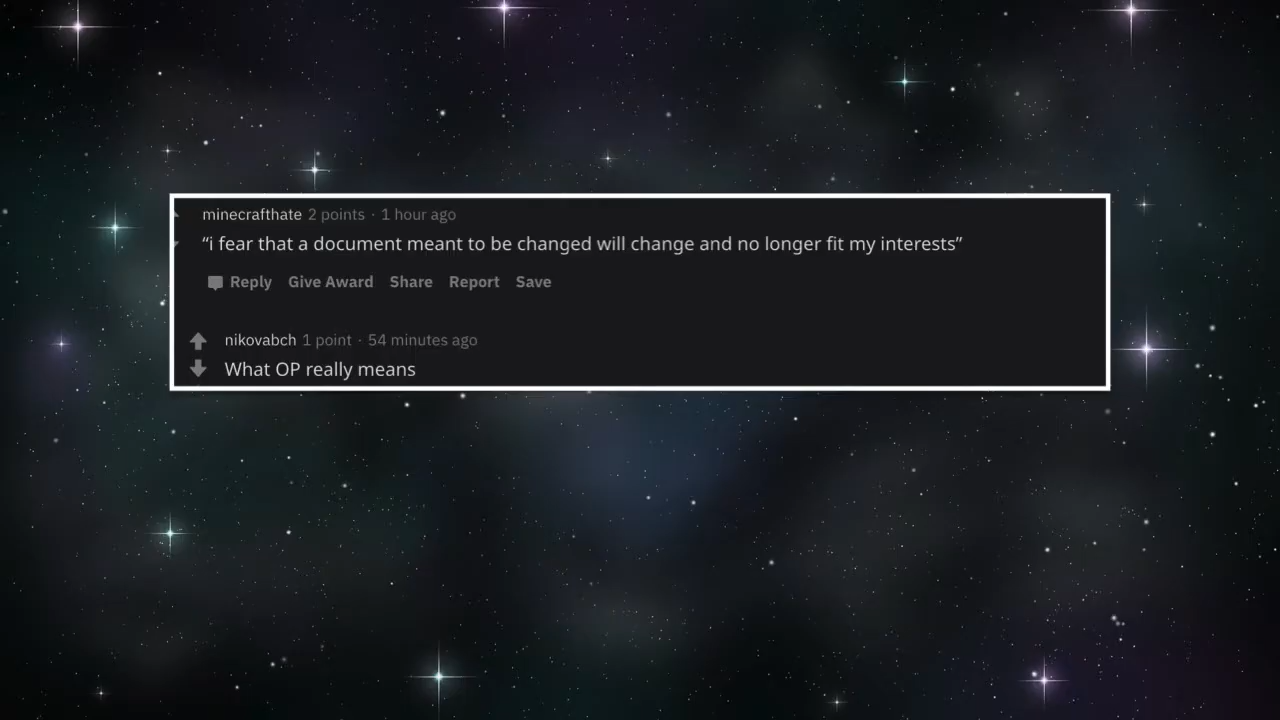 minecrafthate 2 points · 1 hour ago
“i fear that a document meant to be changed will change and no longer fit my interests”
Reply Give Award Share Report Save
nikovabch 1 point · 54 minutes ago
What OP really means